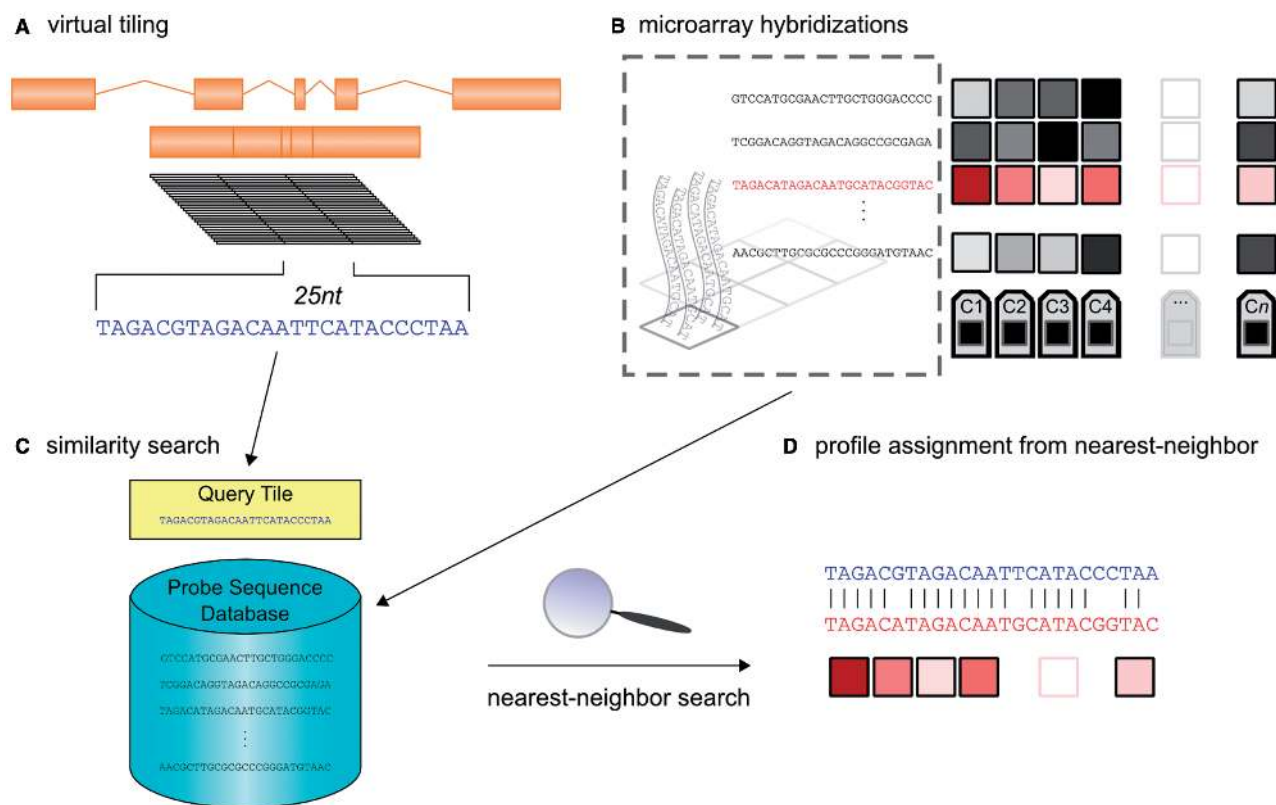 A virtual tiling
25nt
TAGACGTAGACAATTCATACCCTAA
B microarray hybridizations
GTCCATGCGAACTTGCTGGGACCCC
TCGGACAGGTAGACAGGCCGCGAGA
TAGACATAGACAATGCATACGGTAC
AACGCTTGCGCGCCCGGGATGTAAC
C1 C2 C3 C4 ... Cn
C similarity search
Query Tile
TAGACGTAGACAATTCATACCCTAA
Probe Sequence
Database
GTCCATGCGAACTTGCTGGGACCCC
TCGGACAGGTAGACAGGCCGCGAGA
TAGACATAGACAATGCATACGGTAC
AACGCTTGCGCGCCCGGGATGTAAC
nearest-neighbor search
D profile assignment from nearest-neighbor
TAGACGTAGACAATTCATACCCTAA
TAGACATAGACAATGCATACGGTAC